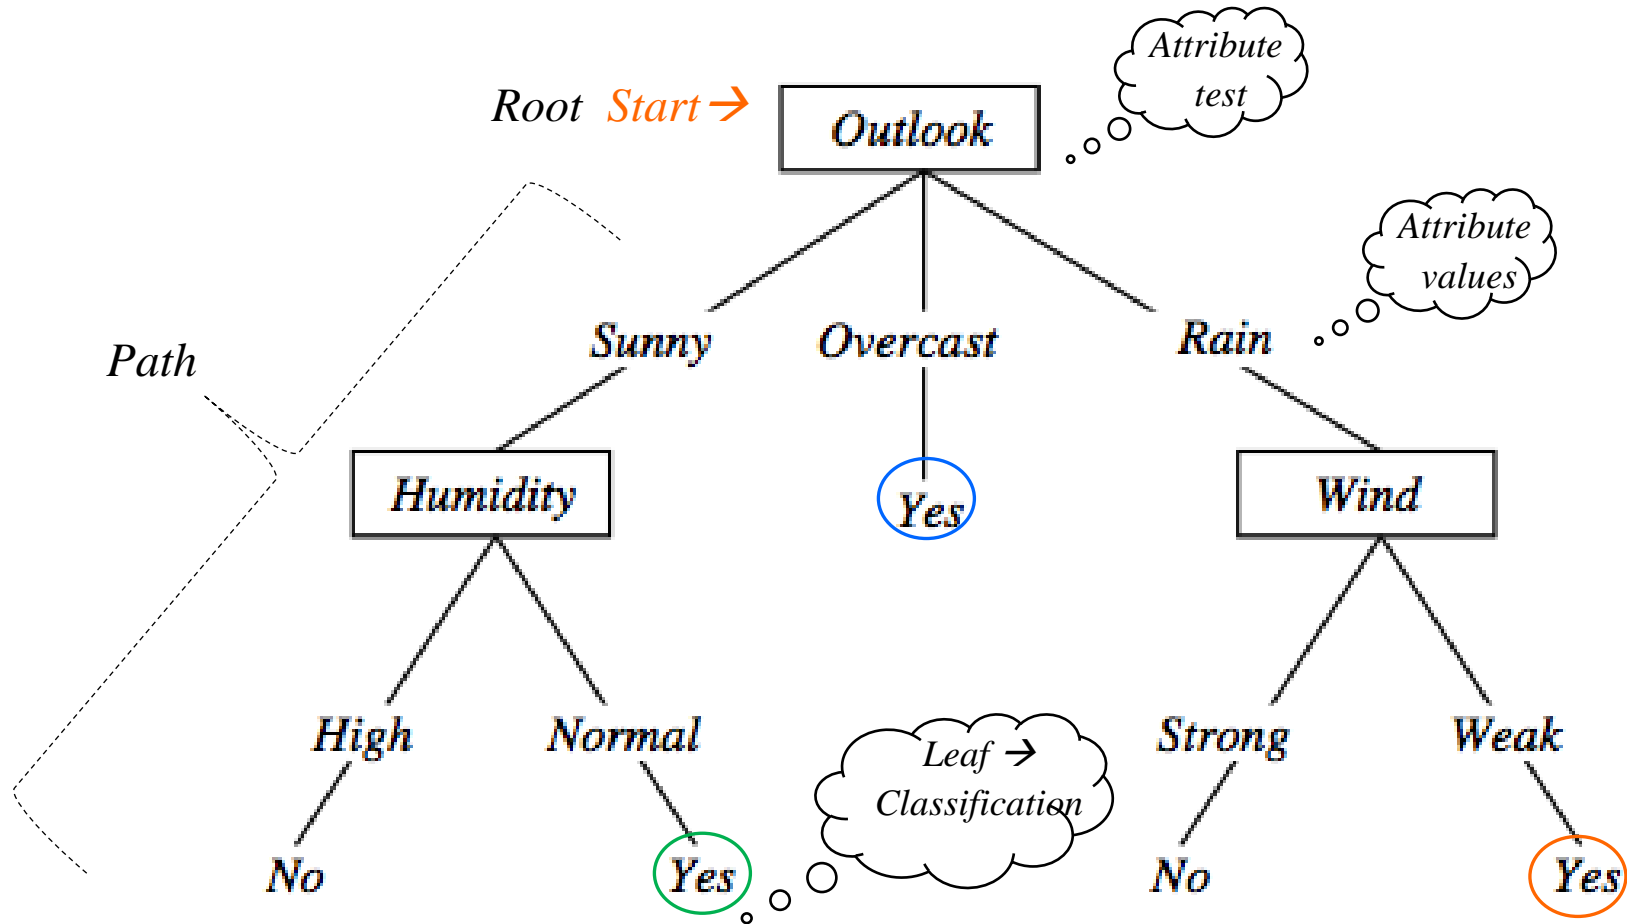 Attribute
test
Root Start →
Outlook
Attribute
values
Sunny Overcast Rain
Path
Humidity Yes Wind
High Normal Strong Weak
Leaf →
Classification
No Yes No Yes